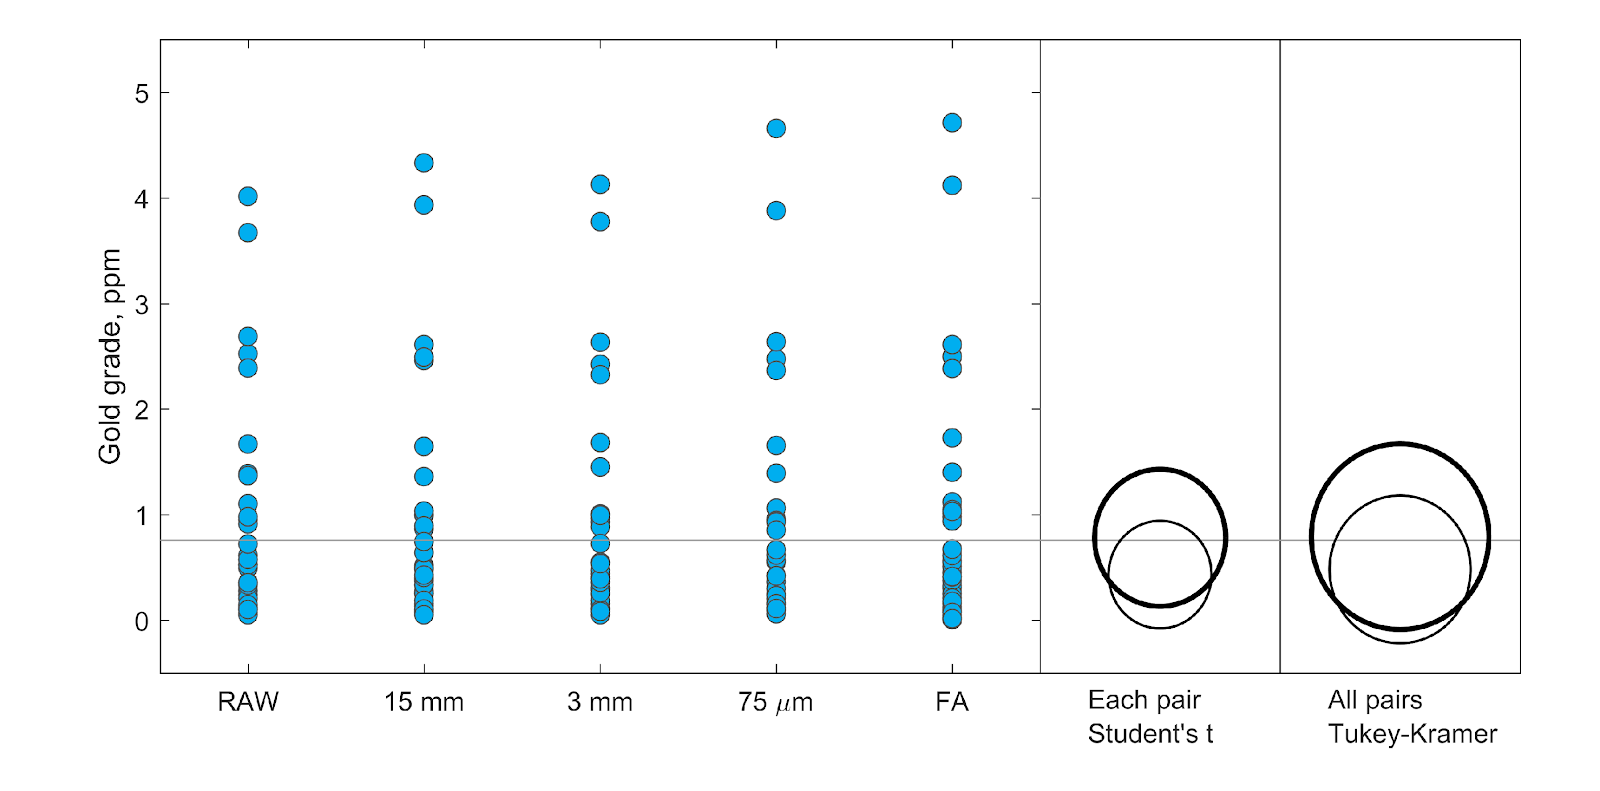 Gold grade, ppm
5
4
3
2
1
0
RAW
15 mm
3 mm
75 μm
FA
Each pair
Student's t
All pairs
Tukey-Kramer